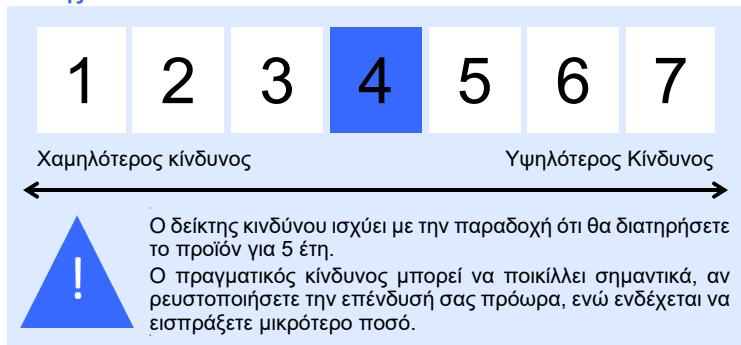 1 2 3 4 5 6 7
Χαμηλότερος κίνδυνος Υψηλότερος Κίνδυνος
Ο δείκτης κινδύνου ισχύει με την παραδοχή ότι θα διατηρήσετε
το προϊόν για 5 έτη.
Ο πραγματικός κίνδυνος μπορεί να ποικίλλει σημαντικά, αν
ρευστοποιήσετε την επένδυσή σας πρόωρα, ενώ ενδέχεται να
εισπράξετε μικρότερο ποσό.
!